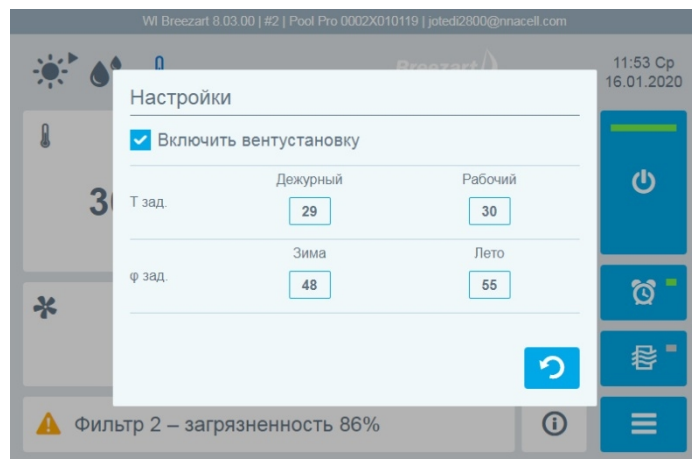 WI Breezart 8.03.00 | #2 | Pool Pro 0002X010119 | jotedi2800@nnacell.com
Breezart
11:53 Ср
16.01.2020
Настройки
Включить вентустановку
Дежурный Рабочий
Т зад. 29 30
Зима Лето
φ зад. 48 55
Фильтр 2 – загрязненность 86%